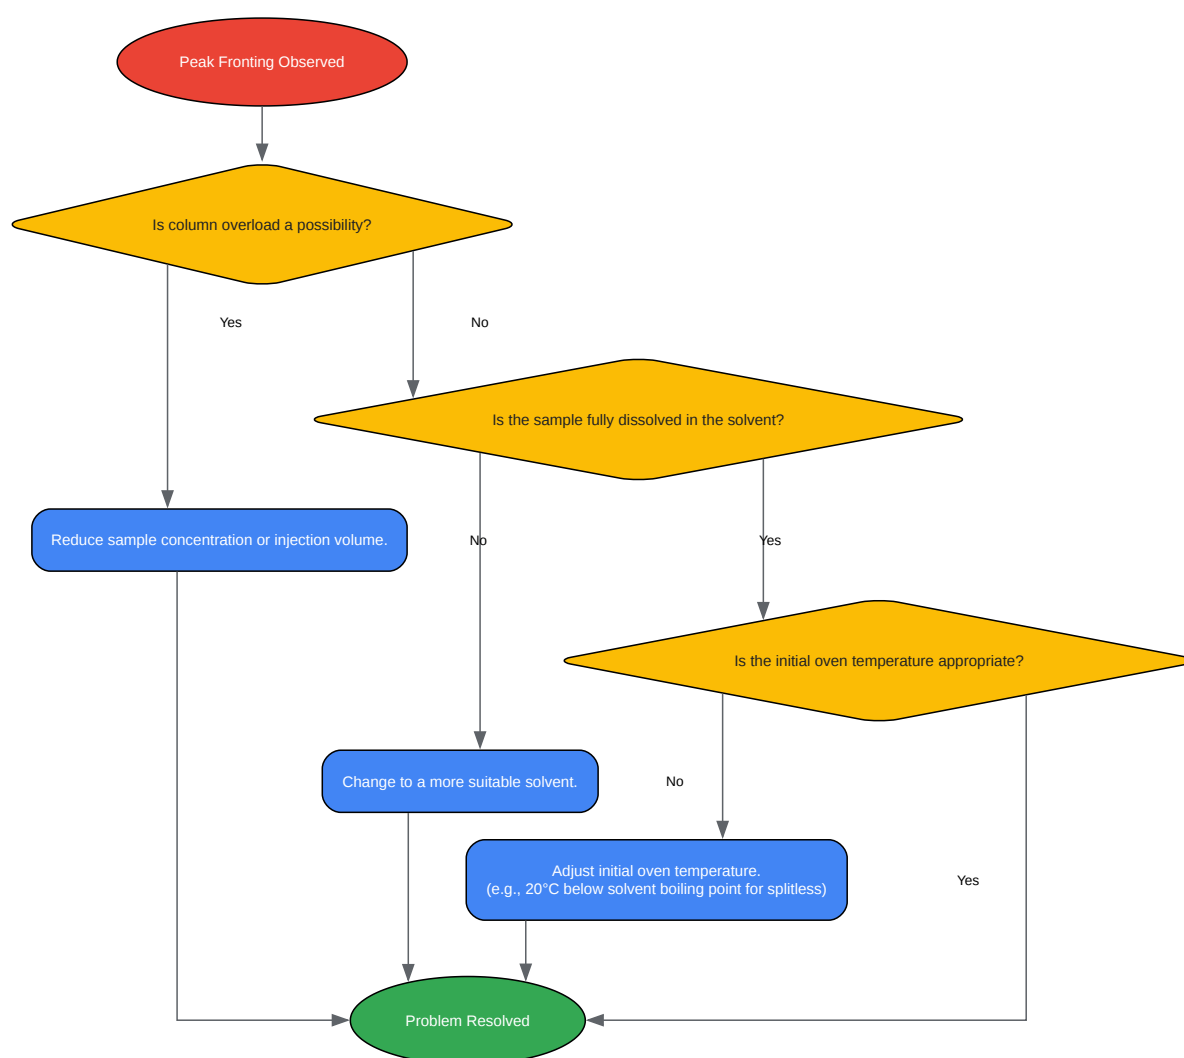 Peak Fronting Observed
Is column overload a possibility?
Yes
No
Is the sample fully dissolved in the solvent?
Reduce sample concentration or injection volume.
No
Yes
Is the initial oven temperature appropriate?
Change to a more suitable solvent.
No
Adjust initial oven temperature.
(e.g., 20°C below solvent boiling point for splitless)
Yes
Problem Resolved